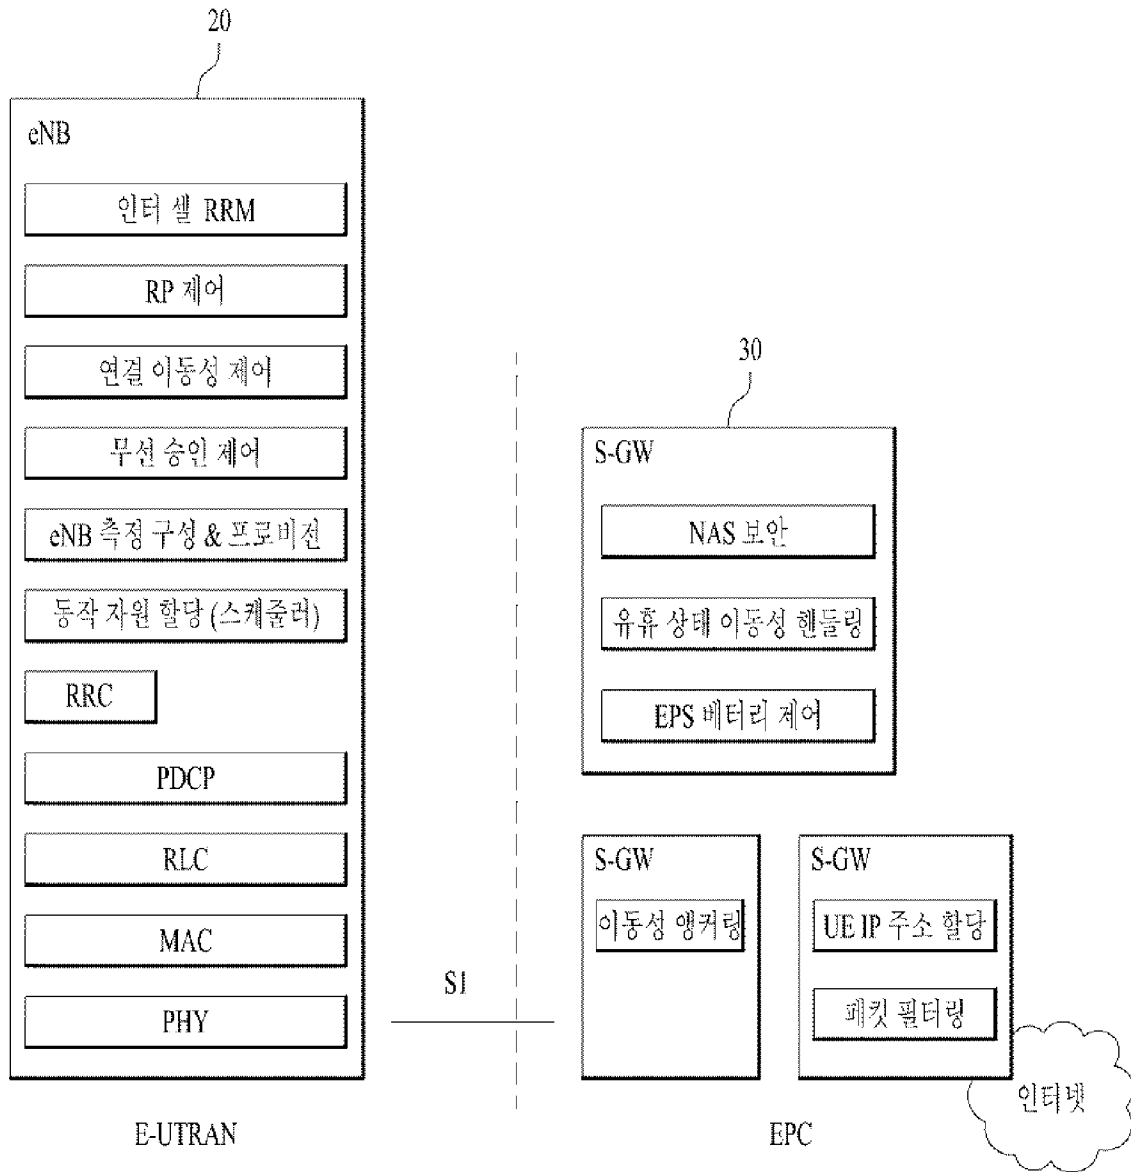 20
eNB
인터 셀 RRM
RP 제어
연결 이동성 제어
무선 승인 제어
eNB 측정 구성 & 프로비젼
동작 자원 할당 (스케줄러)
RRC
PDCP
RLC
MAC
PHY
E-UTRAN
S1
30
S-GW
NAS 보안
유휴 상태 이동성 핸들링
EPS 베터리 제어
S-GW
이동성 앵커링
S-GW
UE IP 주소 할당
패킷 필터링
인터넷
EPC